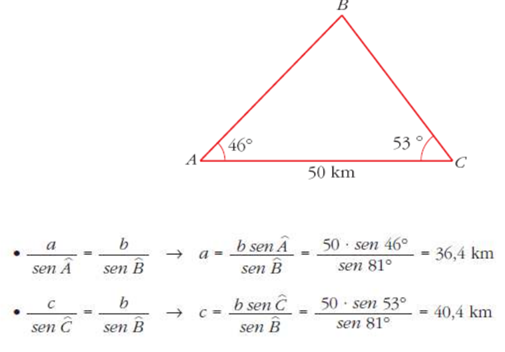 B
46°
53 °
A
C
50 km
• a / sen Â = b / sen B̂ → a = b sen Â / sen B̂ = 50 · sen 46° / sen 81° = 36,4 km
• c / sen Ĉ = b / sen B̂ → c = b sen Ĉ / sen B̂ = 50 · sen 53° / sen 81° = 40,4 km